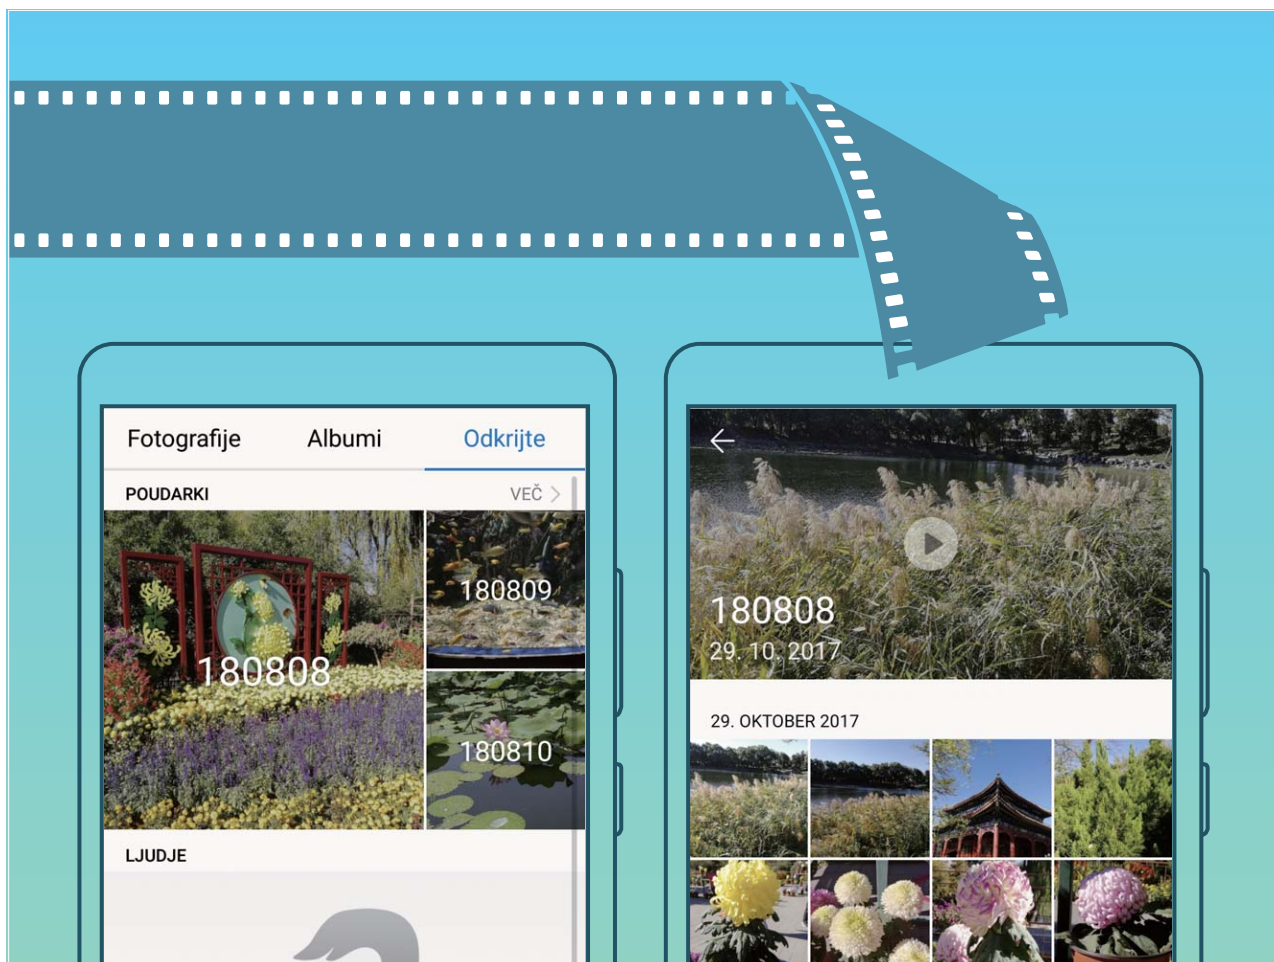 Fotografije Albumi Odkrijte
POUDARKI VEČ
180808
180809
180810
LJUDJE
180808
29. 10. 2017
29. OKTOBER 2017